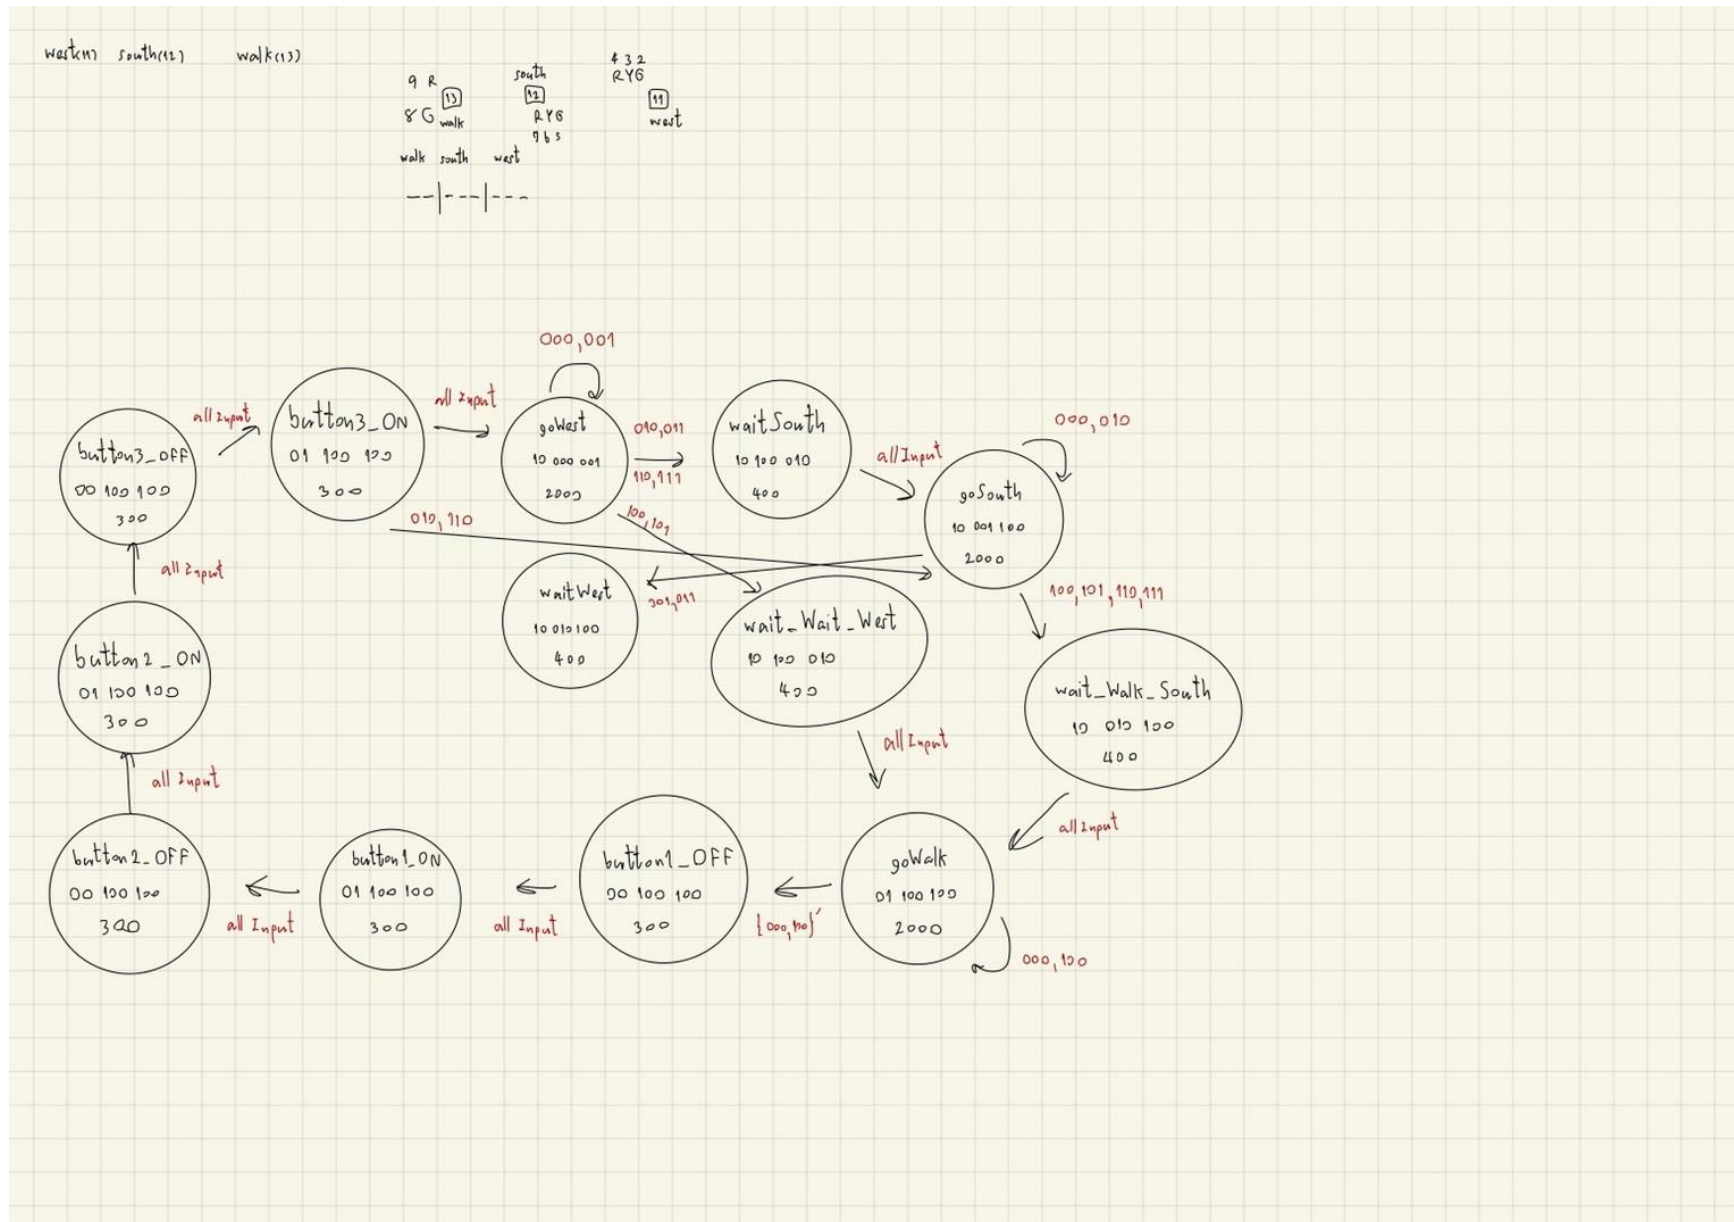 west(11) south(12) walk(13)
4 3 2
RYG
9 R
south
13
12
11
8 G walk
RYG
west
7 6 5
walk south west
--|---|---
000,001
all Input
all Input
button3_OFF
00 100 100
300
button3_ON
01 100 100
300
goWest
10 000 001
2000
010,011
110,111
waitSouth
10 100 010
400
all Input
000,010
goSouth
10 001 100
2000
010,110
100,101
all Input
waitWest
10 010 100
400
001,011
wait_Wait_West
10 100 010
400
100,101,110,111
button2_ON
01 100 100
300
wait_Walk_South
10 010 100
400
all Input
all Input
all Input
button2_OFF
00 100 100
300
button1_ON
01 100 100
300
button1_OFF
00 100 100
300
goWalk
01 100 100
2000
all Input
all Input
{000,100}'
000,100